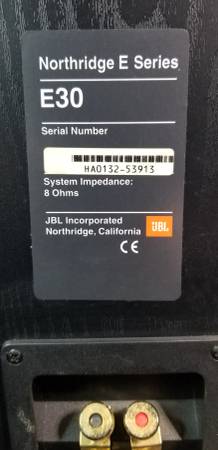 Northridge E Series
E30
Serial Number
HA0132-53913
System Impedance:
8 Ohms
JBL Incorporated
Northridge, California
JBL
CE